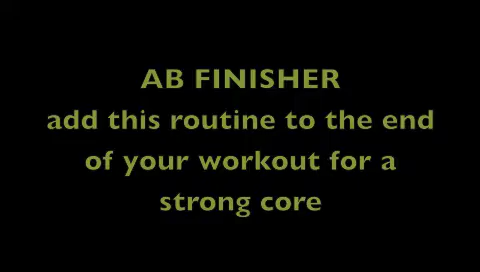 AB FINISHER
add this routine to the end
of your workout for a
strong core